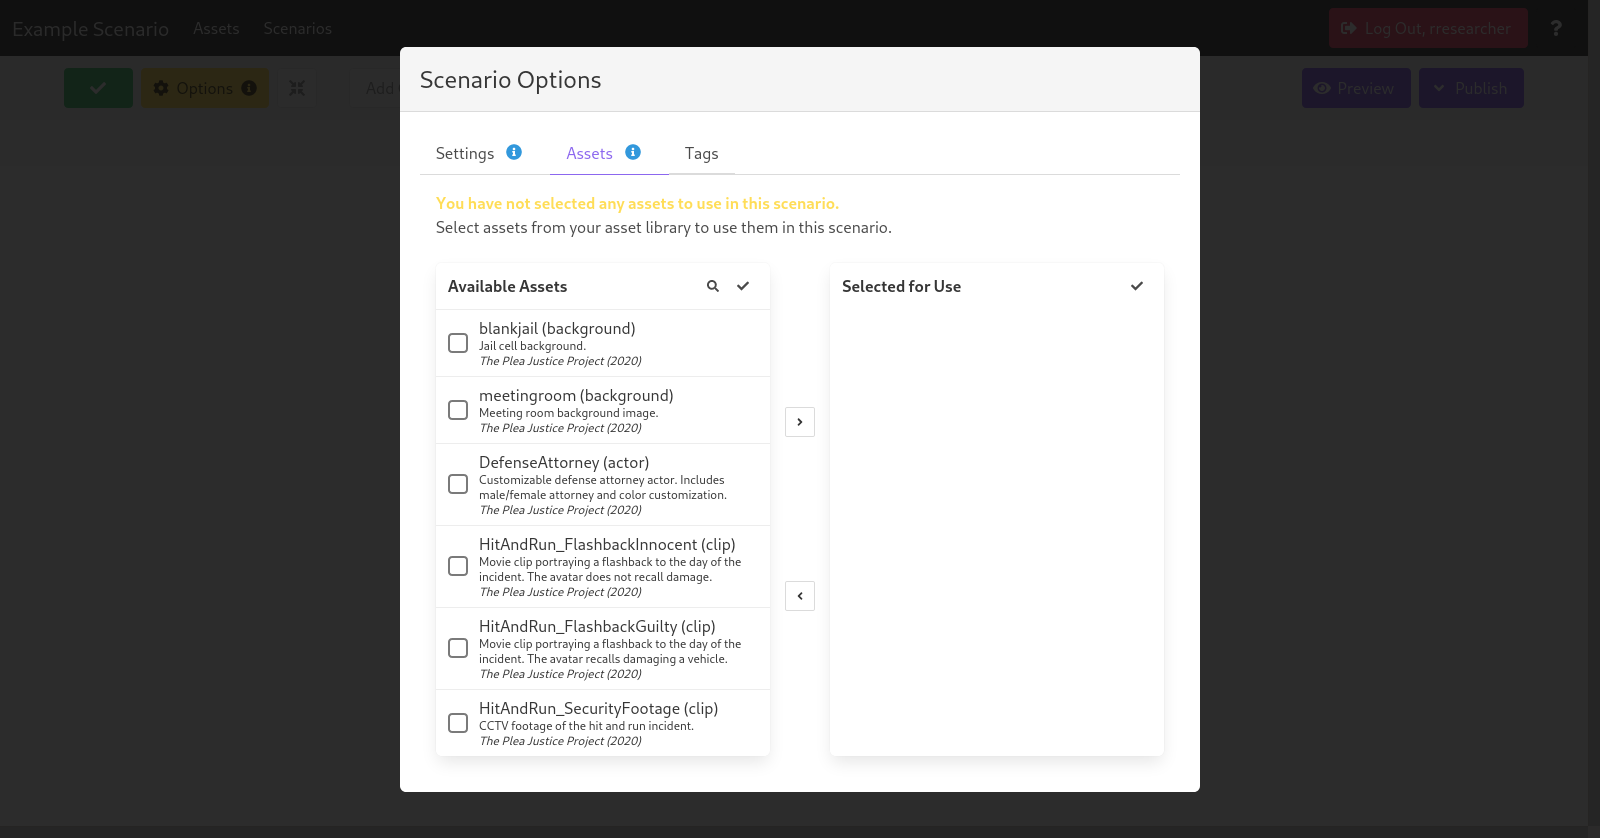 Example Scenario Assets Scenarios Log Out, rresearcher ?
Options Add Preview Publish
Scenario Options
Settings Assets Tags
You have not selected any assets to use in this scenario.
Select assets from your asset library to use them in this scenario.
Available Assets
blankjail (background)
Jail cell background.
The Plea Justice Project (2020)
meetingroom (background)
Meeting room background image.
The Plea Justice Project (2020)
DefenseAttorney (actor)
Customizable defense attorney actor. Includes
male/female attorney and color customization.
The Plea Justice Project (2020)
HitAndRun_FlashbackInnocent (clip)
Movie clip portraying a flashback to the day of the
incident. The avatar does not recall damage.
The Plea Justice Project (2020)
HitAndRun_FlashbackGuilty (clip)
Movie clip portraying a flashback to the day of the
incident. The avatar recalls damaging a vehicle.
The Plea Justice Project (2020)
HitAndRun_SecurityFootage (clip)
CCTV footage of the hit and run incident.
The Plea Justice Project (2020)
Selected for Use